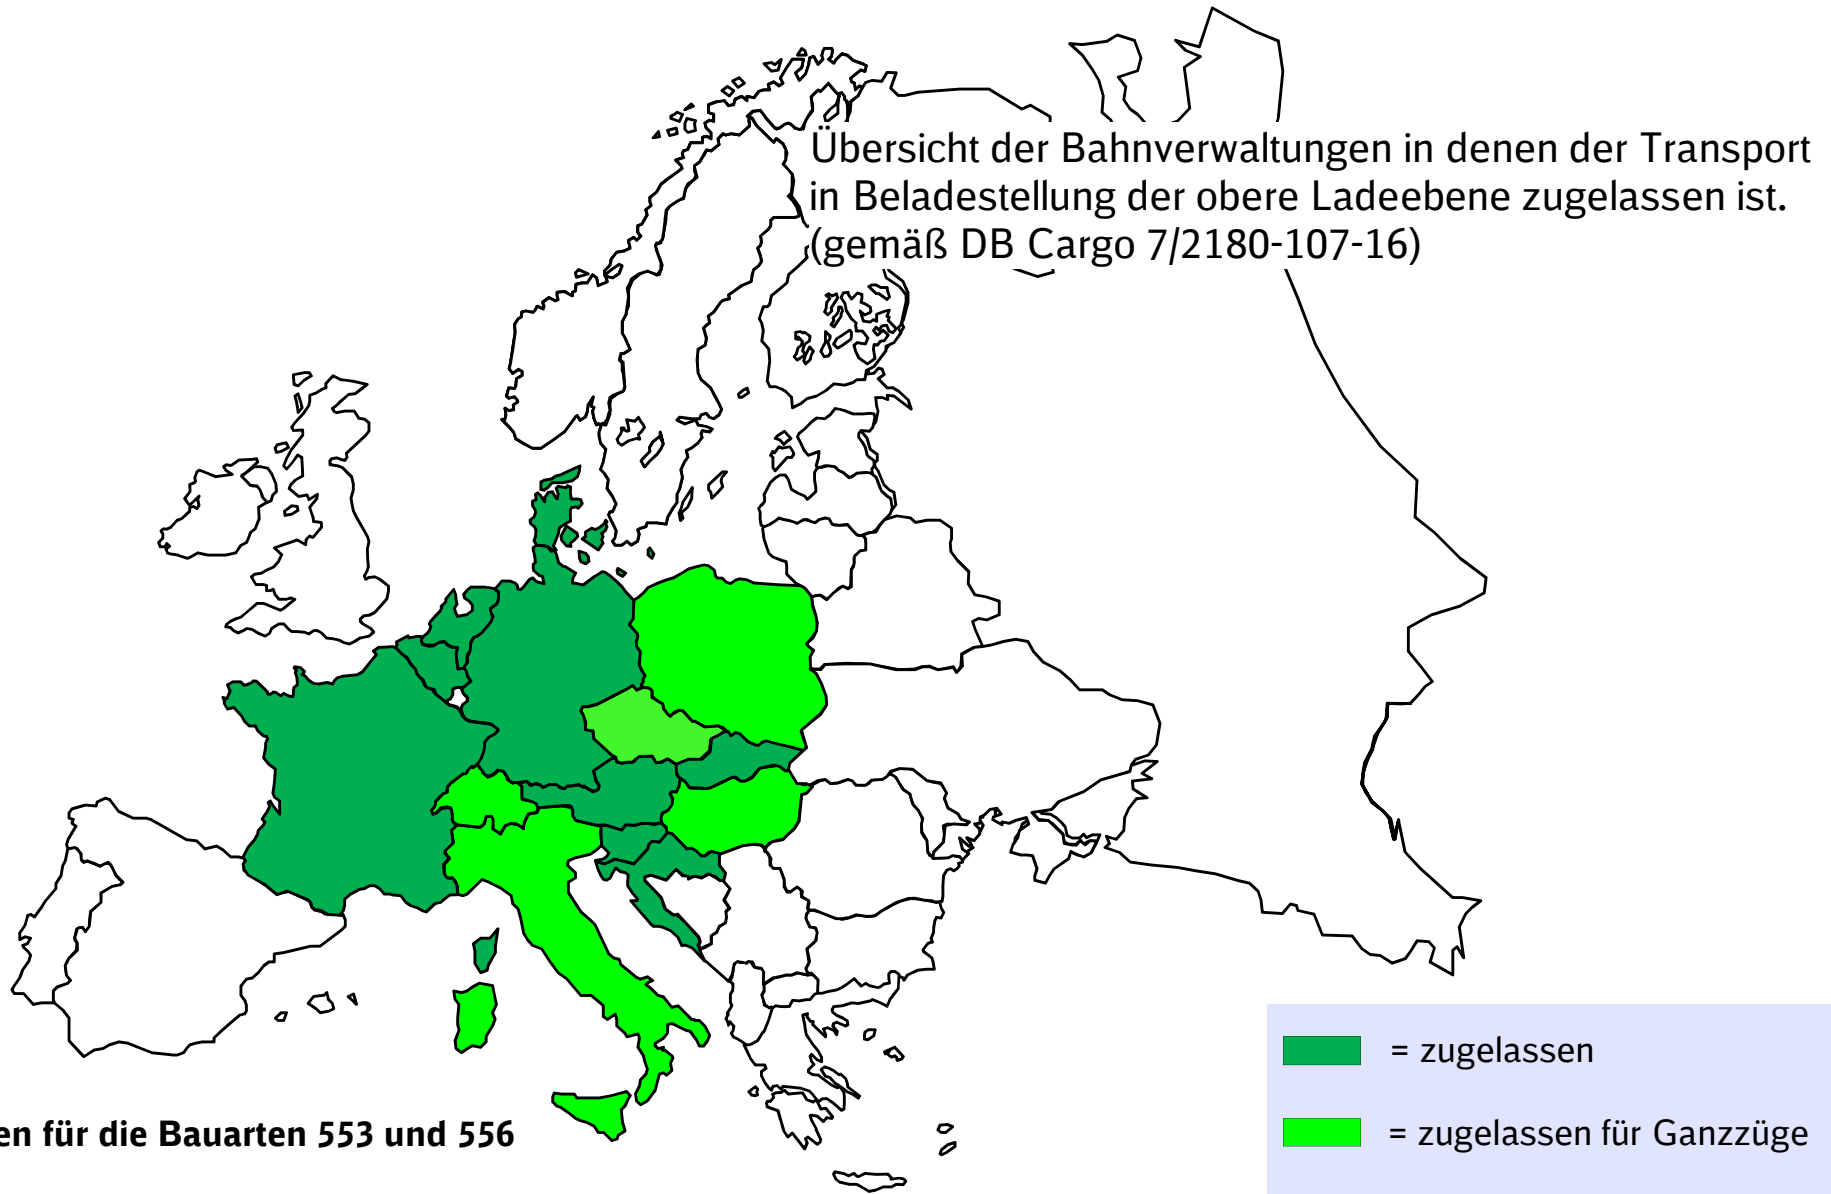 Übersicht der Bahnverwaltungen in denen der Transport
in Beladestellung der obere Ladeebene zugelassen ist.
(gemäß DB Cargo 7/2180-107-16)
= zugelassen
= zugelassen für Ganzzüge
en für die Bauarten 553 und 556